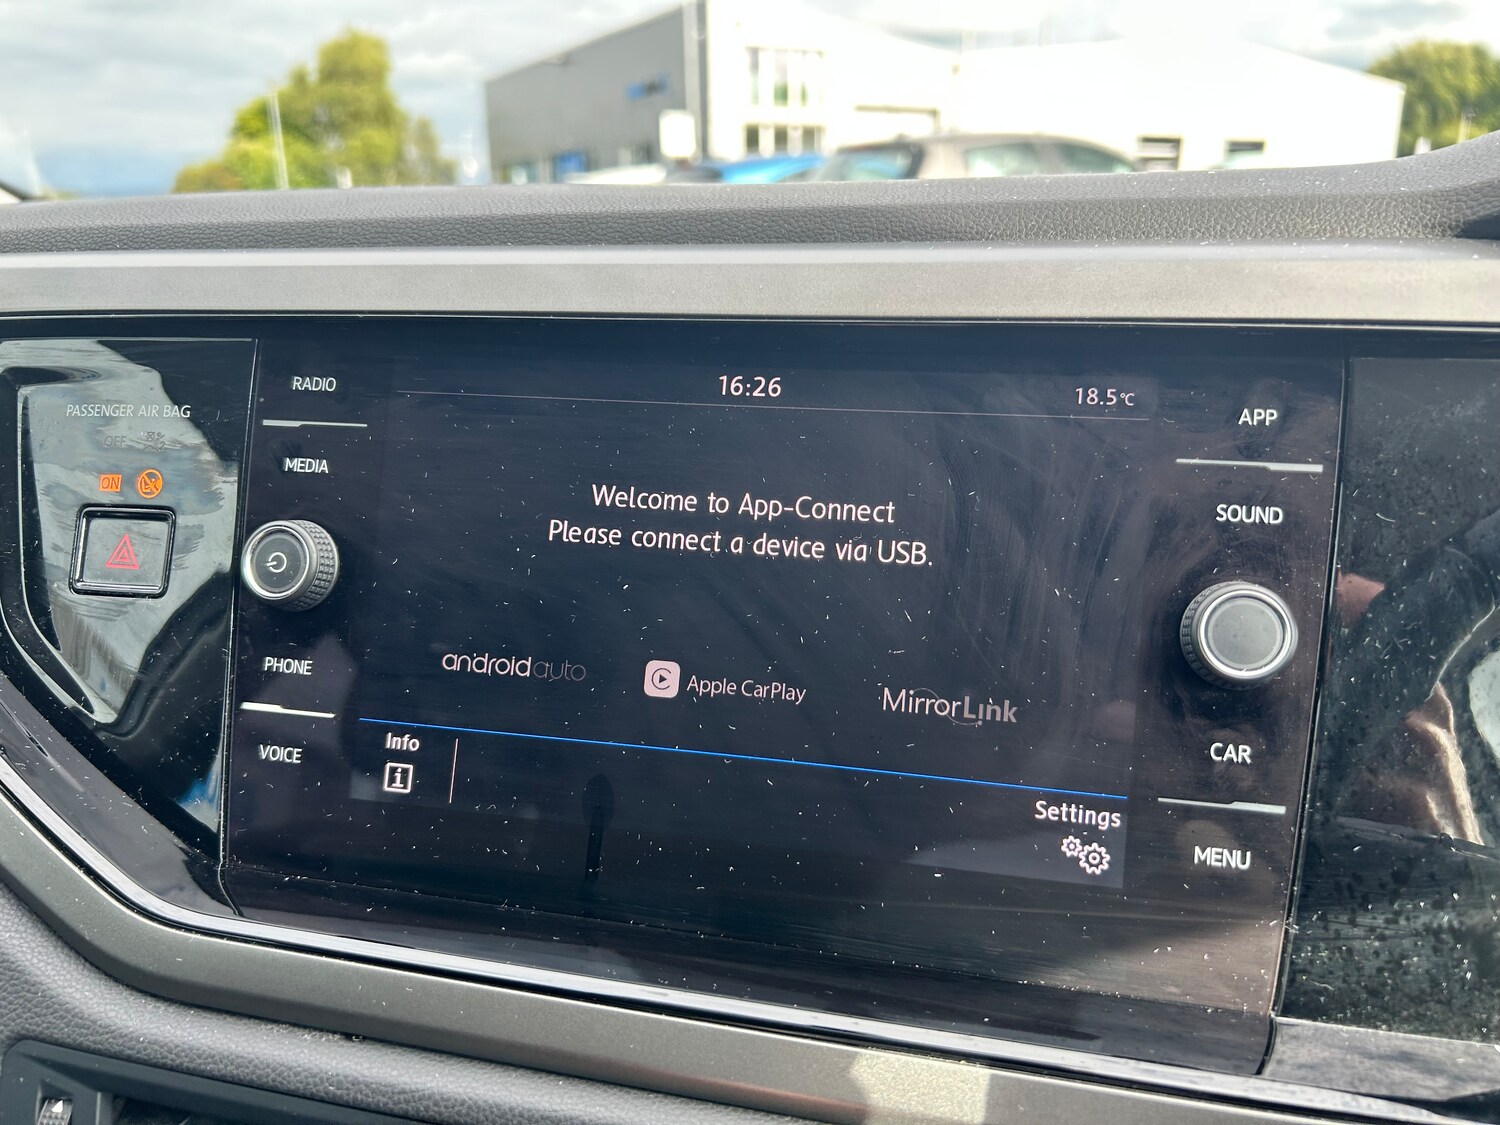 PASSENGER AIR BAG
OFF
ON
RADIO
MEDIA
PHONE
VOICE
16:26
18.5°C
Welcome to App-Connect
Please connect a device via USB.
androidauto
Apple CarPlay
MirrorLink
Info
Settings
APP
SOUND
CAR
MENU